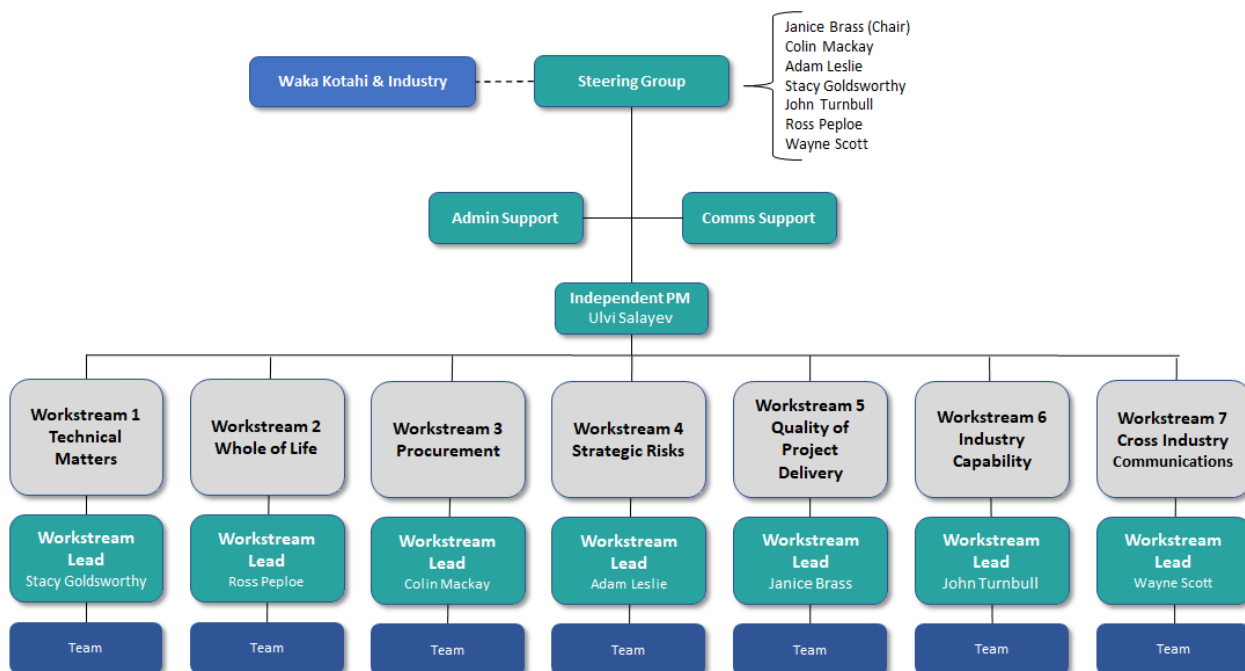 Janice Brass (Chair)
Colin Mackay
Adam Leslie
Stacy Goldsworthy
John Turnbull
Ross Peploe
Wayne Scott
Waka Kotahi & Industry
Steering Group
Admin Support
Comms Support
Independent PM
Ulvi Salayev
Workstream 1
Technical
Matters
Workstream 2
Whole of Life
Workstream 3
Procurement
Workstream 4
Strategic Risks
Workstream 5
Quality of
Project
Delivery
Workstream 6
Industry
Capability
Workstream 7
Cross Industry
Communications
Workstream
Lead
Stacy Goldsworthy
Workstream
Lead
Ross Peploe
Workstream
Lead
Colin Mackay
Workstream
Lead
Adam Leslie
Workstream
Lead
Janice Brass
Workstream
Lead
John Turnbull
Workstream
Lead
Wayne Scott
Team
Team
Team
Team
Team
Team
Team